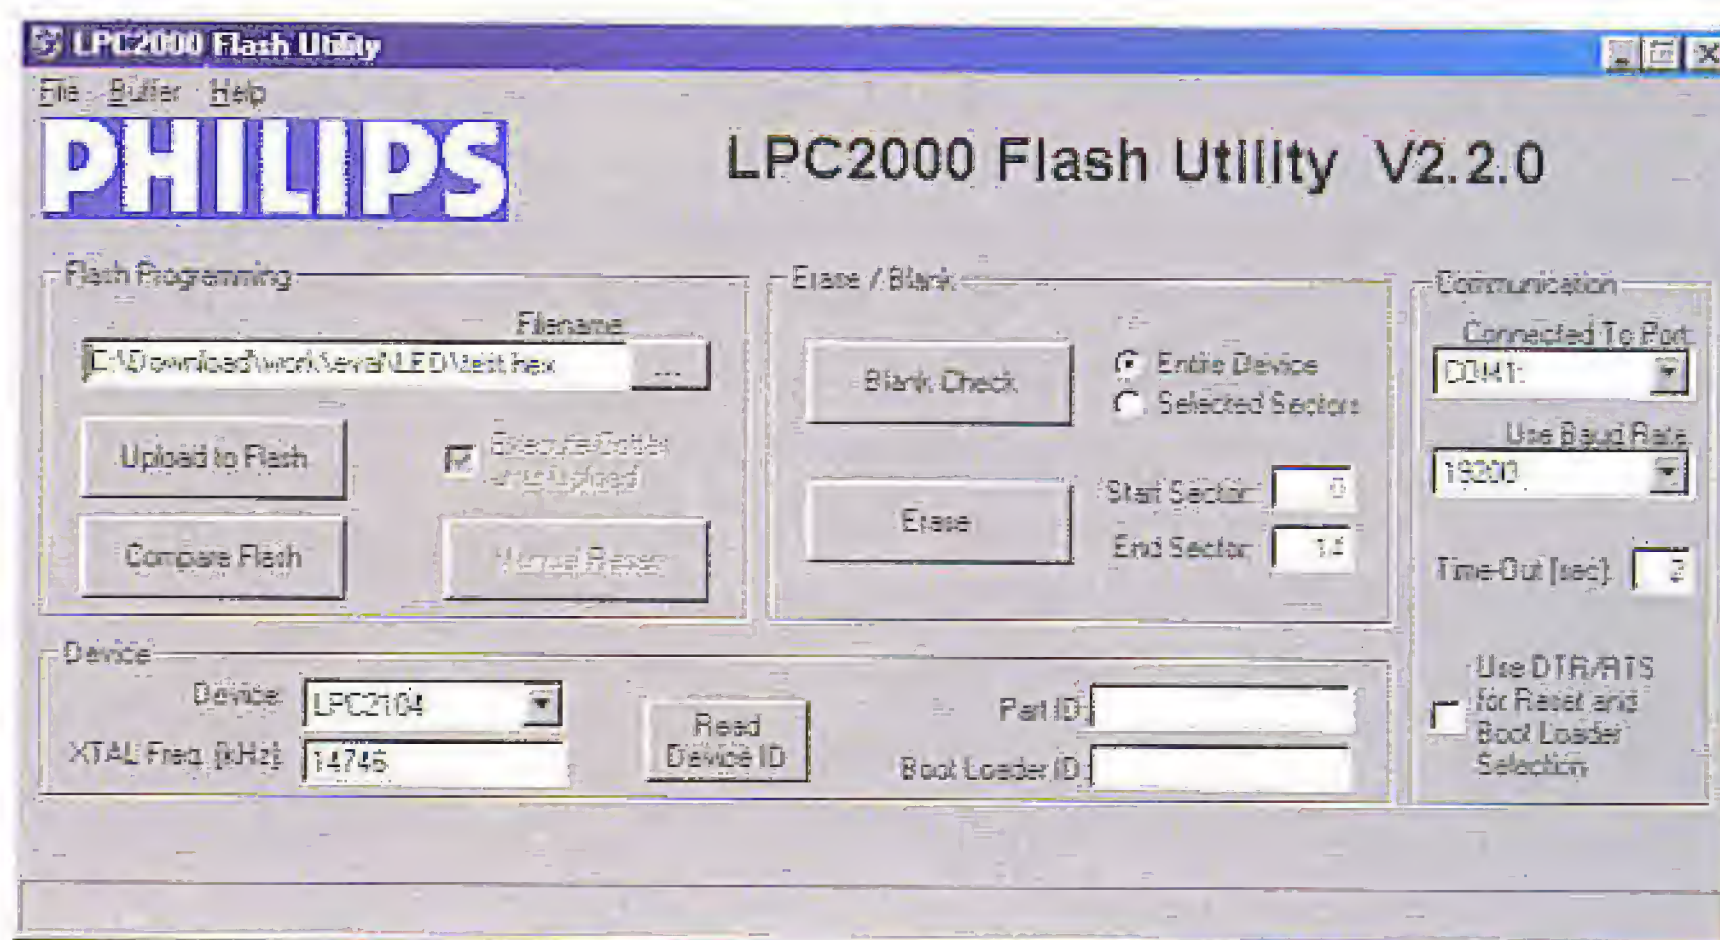 LPC2000 Flash Utility
File Buffer Help
PHILIPS
LPC2000 Flash Utility V2.2.0
Flash Programming
Filename:
C:\Download\work\eval\LED\test.hex
...
Upload to Flash
Execute Code after Upload
Compare Flash
Manual Reset
Erase / Blank
Blank Check
Entire Device
Selected Sectors
Erase
Start Sector: 0
End Sector: 14
Communication
Connected To Port:
COM1:
Use Baud Rate:
19200
Time-Out [sec]: 2
Use DTR/RTS
for Reset and
Boot Loader
Selection
Device
Device: LPC2104
XTAL Freq. [kHz]: 14746
Read
Device ID
Part ID:
Boot Loader ID: